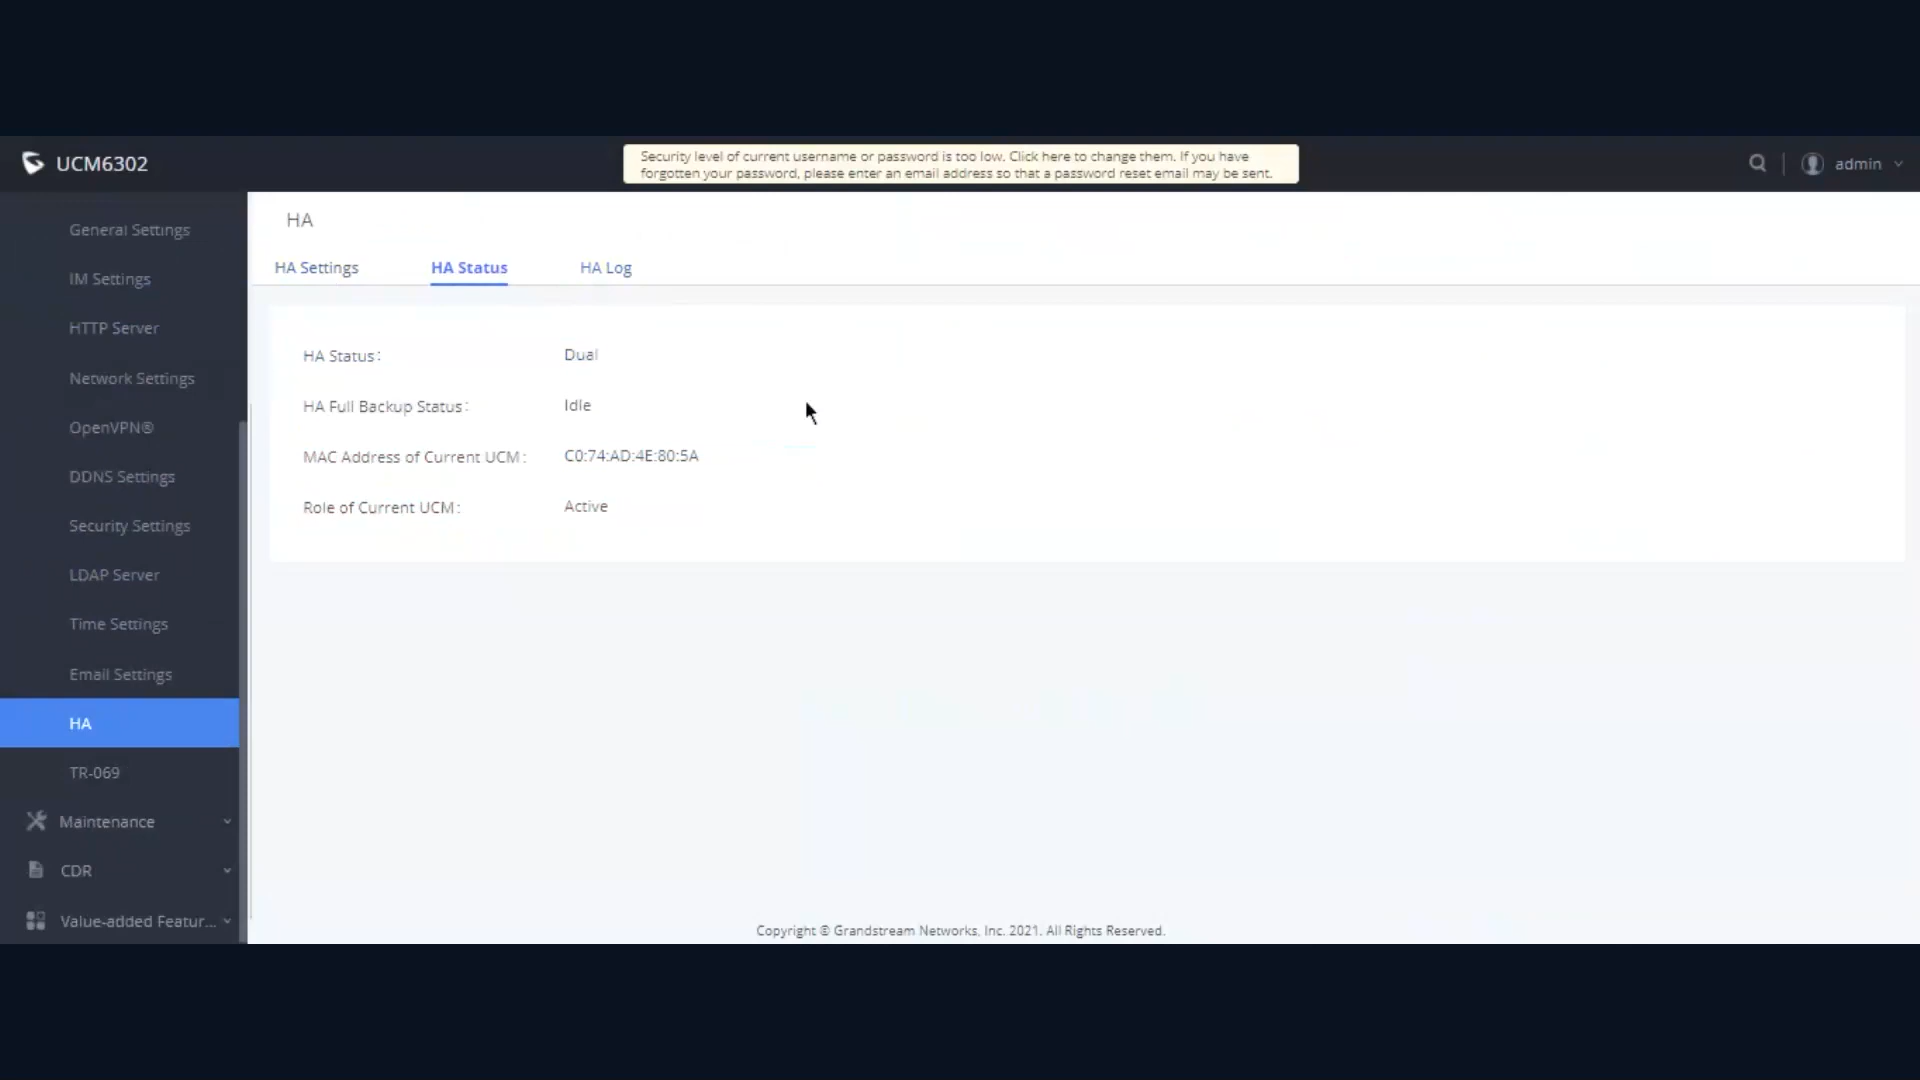 UCM6302
Security level of current username or password is too low. Click here to change them. If you have
forgotten your password, please enter an email address so that a password reset email may be sent.
admin
General Settings
IM Settings
HTTP Server
Network Settings
OpenVPN®
DDNS Settings
Security Settings
LDAP Server
Time Settings
Email Settings
HA
TR-069
Maintenance
CDR
Value-added Featur...
HA
HA Settings
HA Status
HA Log
HA Status: Dual
HA Full Backup Status: Idle
MAC Address of Current UCM: C0:74:AD:4E:80:5A
Role of Current UCM: Active
Copyright © Grandstream Networks, Inc. 2021. All Rights Reserved.